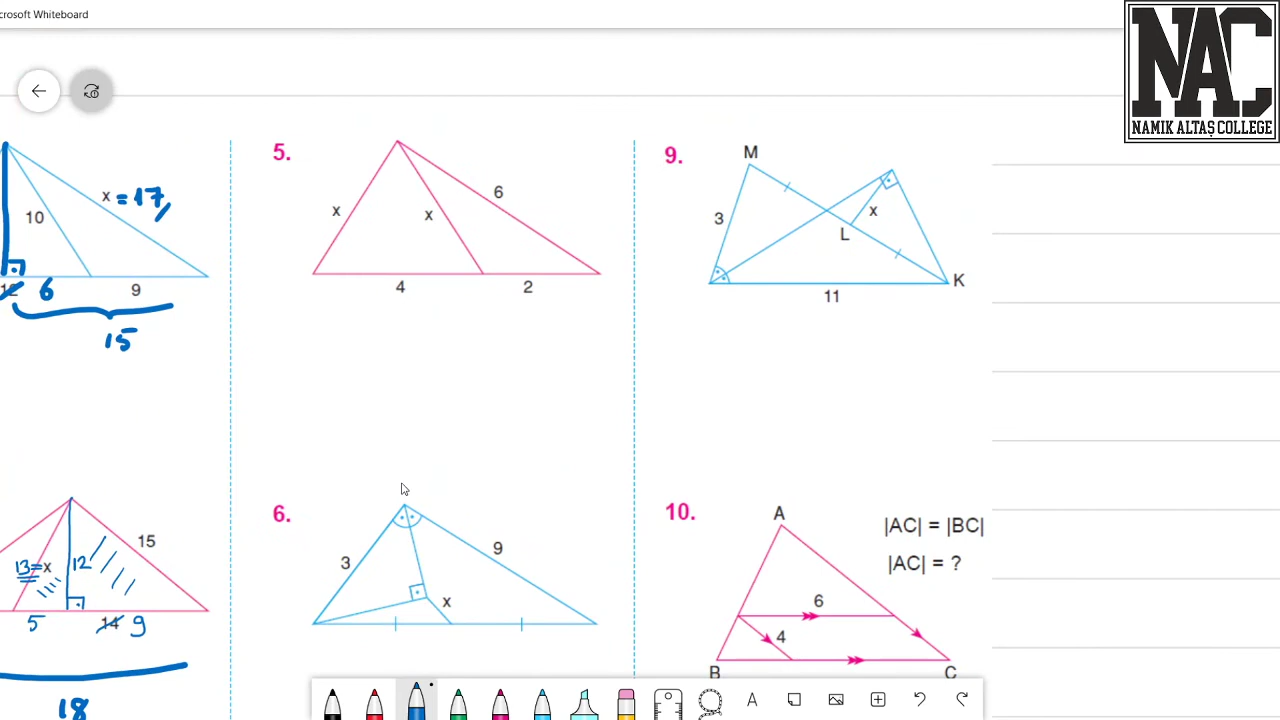 crosoft Whiteboard
NAC
NAMIK ALTAŞ COLLEGE
x = 17,
10
12 6
9
15
15
13 = x
12
5
14 9
18
5.
x
x
6
4
2
6.
3
9
x
9.
M
3
x
L
K
11
10.
A
|AC| = |BC|
|AC| = ?
6
4
B
C
A